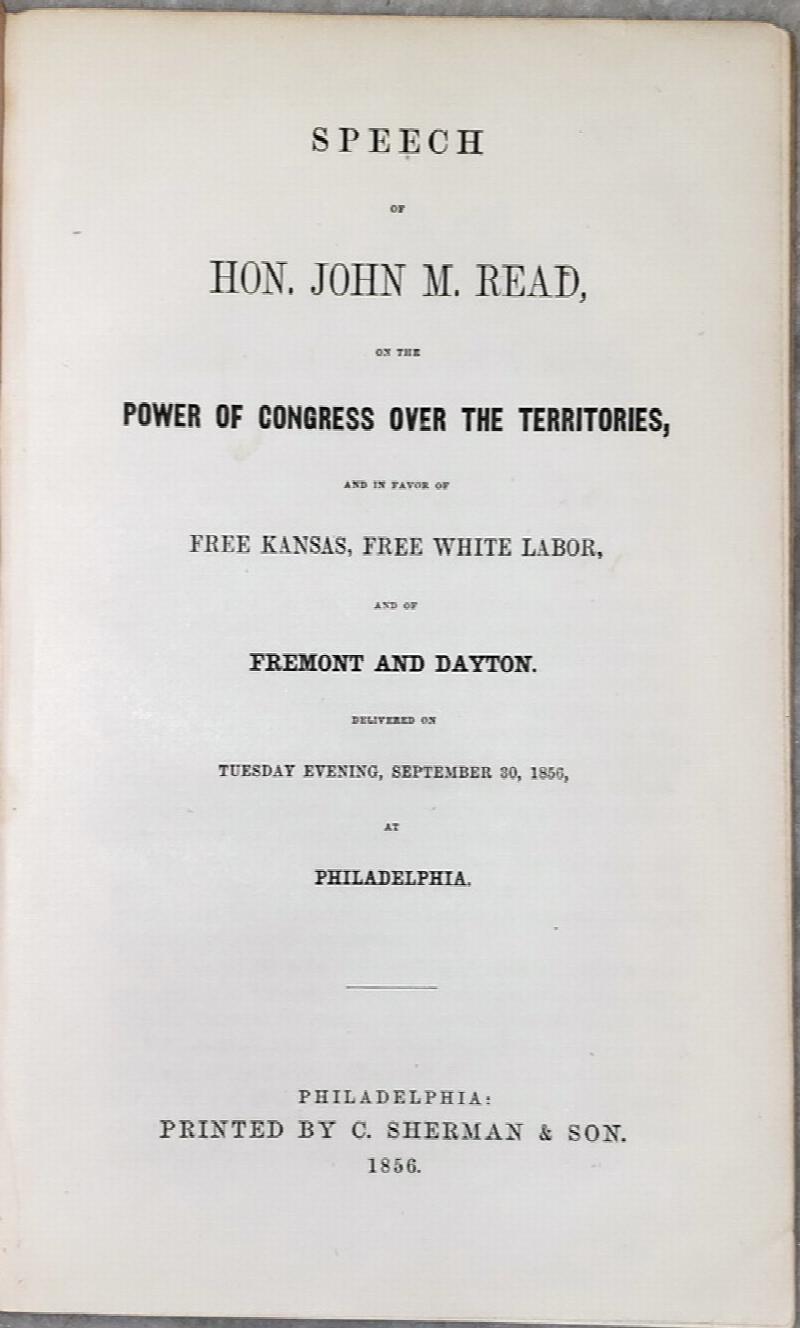 SPEECH
OF
HON. JOHN M. READ,
ON THE
POWER OF CONGRESS OVER THE TERRITORIES,
AND IN FAVOR OF
FREE KANSAS, FREE WHITE LABOR,
AND OF
FREMONT AND DAYTON.
DELIVERED ON
TUESDAY EVENING, SEPTEMBER 30, 1856,
AT
PHILADELPHIA.
PHILADELPHIA:
PRINTED BY C. SHERMAN & SON.
1856.